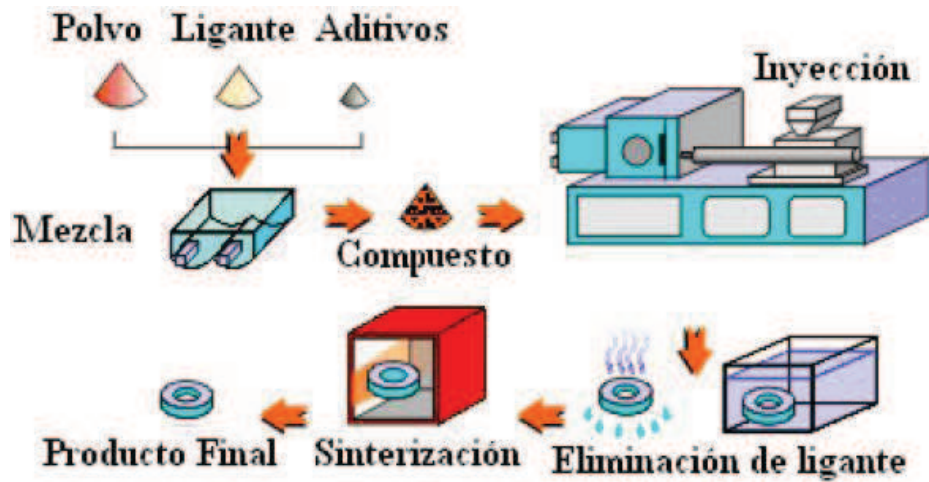 Polvo Ligante Aditivos
Inyección
Mezcla
Compuesto
Producto Final
Sinterización
Eliminación de ligante